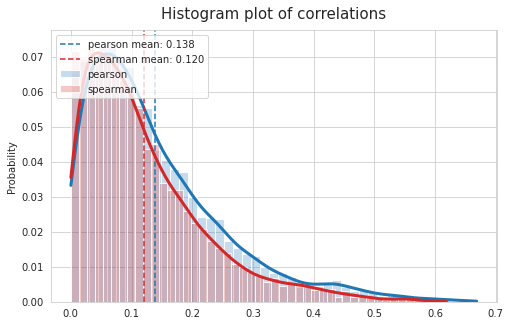 Histogram plot of correlations
pearson mean: 0.138
spearman mean: 0.120
pearson
spearman
Probability
0.07
0.06
0.05
0.04
0.03
0.02
0.01
0.00
0.0 0.1 0.2 0.3 0.4 0.5 0.6 0.7